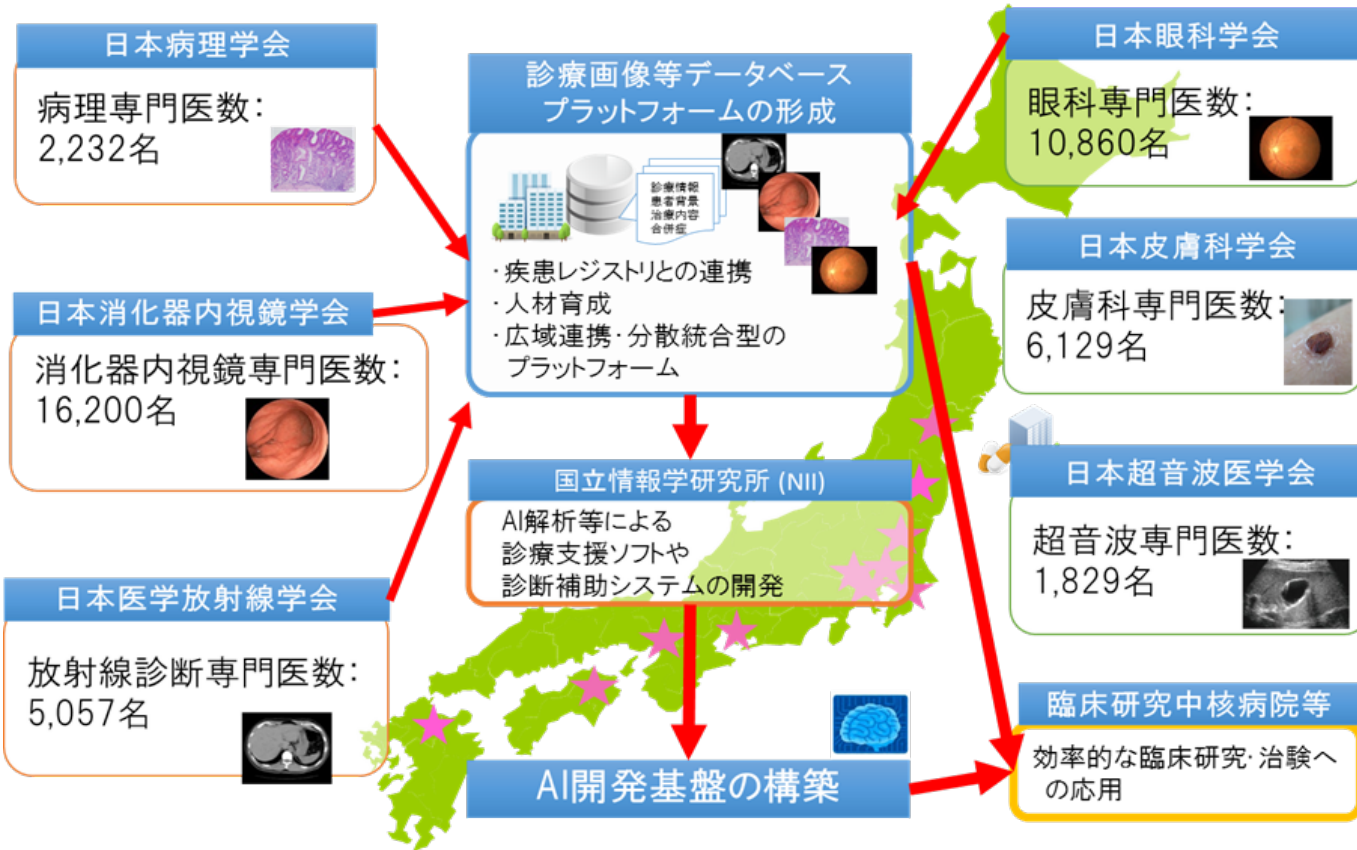 日本病理学会
病理専門医数：
2,232名
日本消化器内視鏡学会
消化器内視鏡専門医数：
16,200名
日本医学放射線学会
放射線診断専門医数：
5,057名
診療画像等データベース
プラットフォームの形成
診療情報
患者背景
治療内容
合併症
・疾患レジストリとの連携
・人材育成
・広域連携・分散統合型の
プラットフォーム
国立情報学研究所 (NII)
AI解析等による
診療支援ソフトや
診断補助システムの開発
AI開発基盤の構築
日本眼科学会
眼科専門医数：
10,860名
日本皮膚科学会
皮膚科専門医数：
6,129名
日本超音波医学会
超音波専門医数：
1,829名
臨床研究中核病院等
効率的な臨床研究・治験へ
の応用